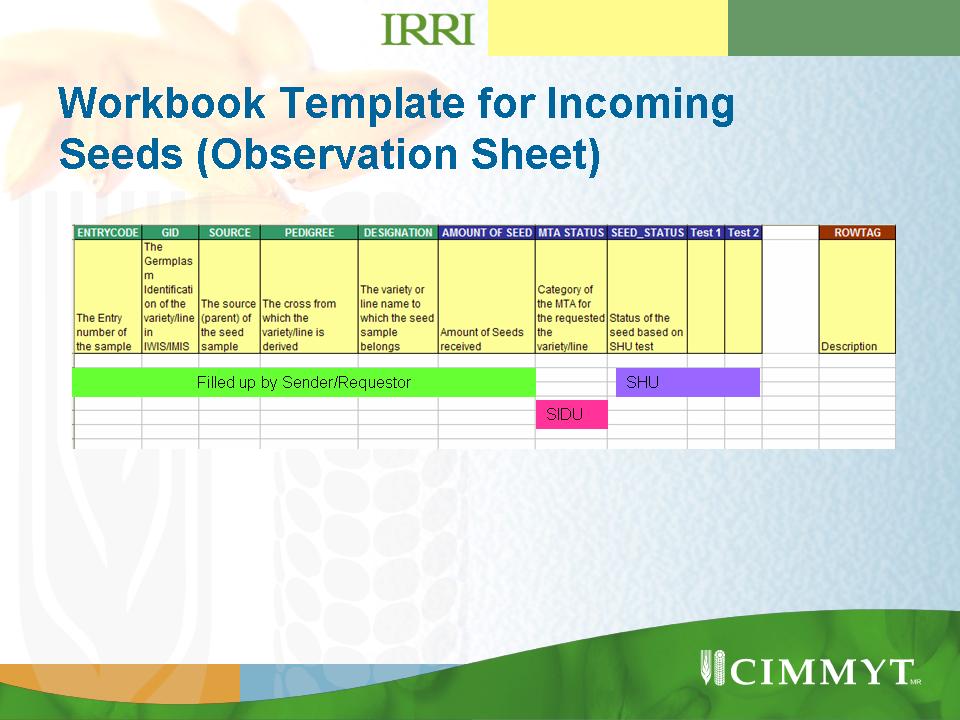 IRRI
Workbook Template for Incoming
Seeds (Observation Sheet)
ENTRYCODE GID SOURCE PEDIGREE DESIGNATION AMOUNT OF SEED MTA STATUS SEED_STATUS Test 1 Test 2 ROWTAG
The Entry
number of
the sample
The
Germplas
m
Identificati
on of the
variety/line
in
IWIS/IMIS
The source
(parent) of
the seed
sample
The cross from
which the
variety/line is
derived
The variety or
line name to
which the seed
sample
belongs
Amount of Seeds
received
Category of
the MTA for
the requested
the
variety/line
Status of the
seed based on
SHU test
Description
Filled up by Sender/Requestor
SHU
SIDU
CIMMYT MR